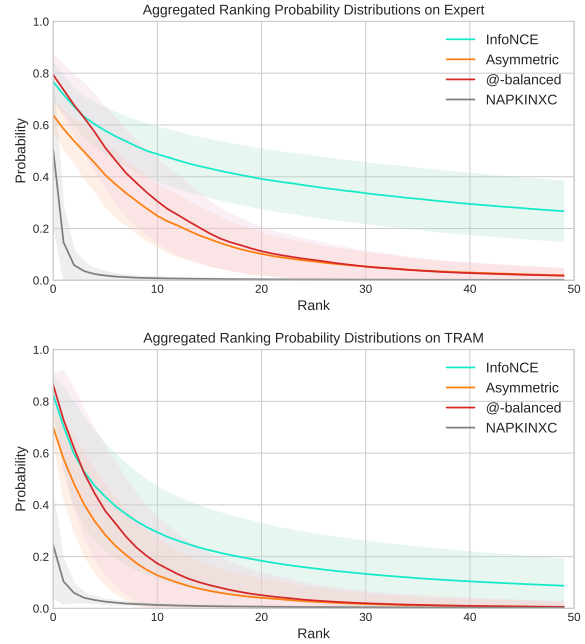 Aggregated Ranking Probability Distributions on Expert
1.0
0.8
0.6
0.4
0.2
0.0
Probability
InfoNCE
Asymmetric
@-balanced
NAPKINXC
0 10 20 30 40 50
Rank
Aggregated Ranking Probability Distributions on TRAM
1.0
0.8
0.6
0.4
0.2
0.0
Probability
InfoNCE
Asymmetric
@-balanced
NAPKINXC
0 10 20 30 40 50
Rank